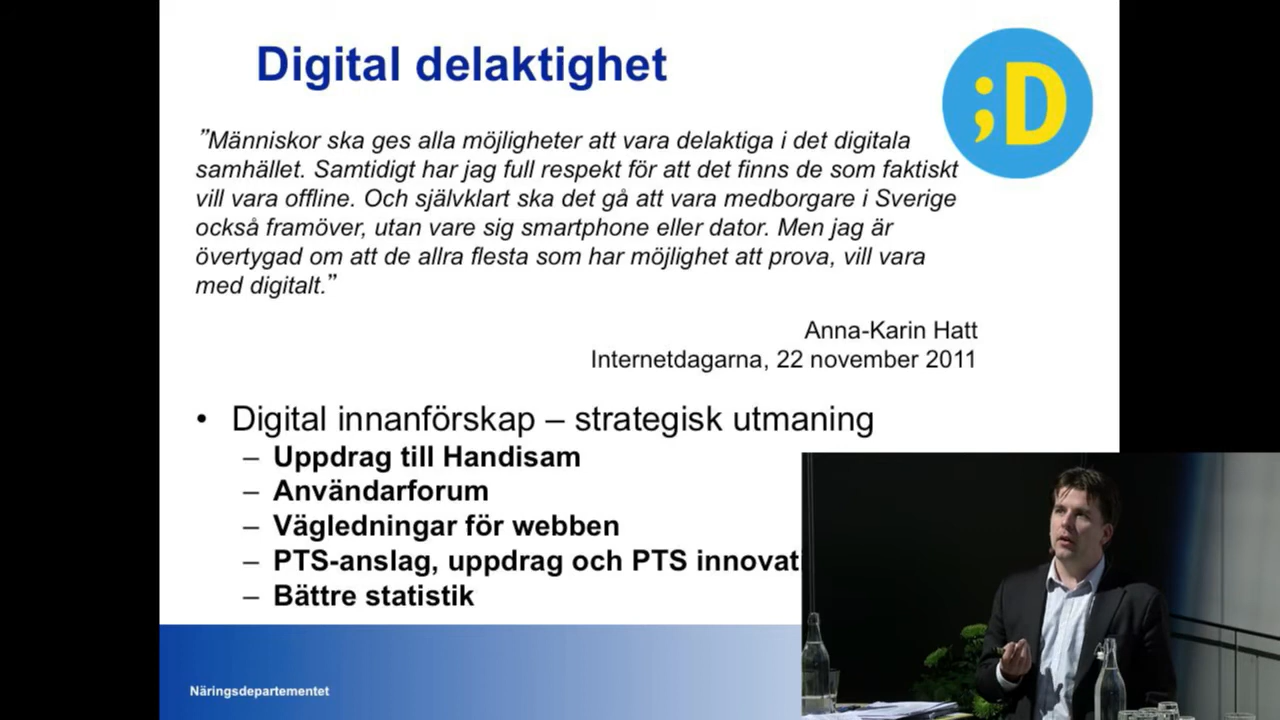 Digital delaktighet
;D
”Människor ska ges alla möjligheter att vara delaktiga i det digitala
samhället. Samtidigt har jag full respekt för att det finns de som faktiskt
vill vara offline. Och självklart ska det gå att vara medborgare i Sverige
också framöver, utan vare sig smartphone eller dator. Men jag är
övertygad om att de allra flesta som har möjlighet att prova, vill vara
med digitalt.”
Anna-Karin Hatt
Internetdagarna, 22 november 2011
• Digital innanförskap – strategisk utmaning
– Uppdrag till Handisam
– Användarforum
– Vägledningar för webben
– PTS-anslag, uppdrag och PTS innovati
– Bättre statistik
Näringsdepartementet